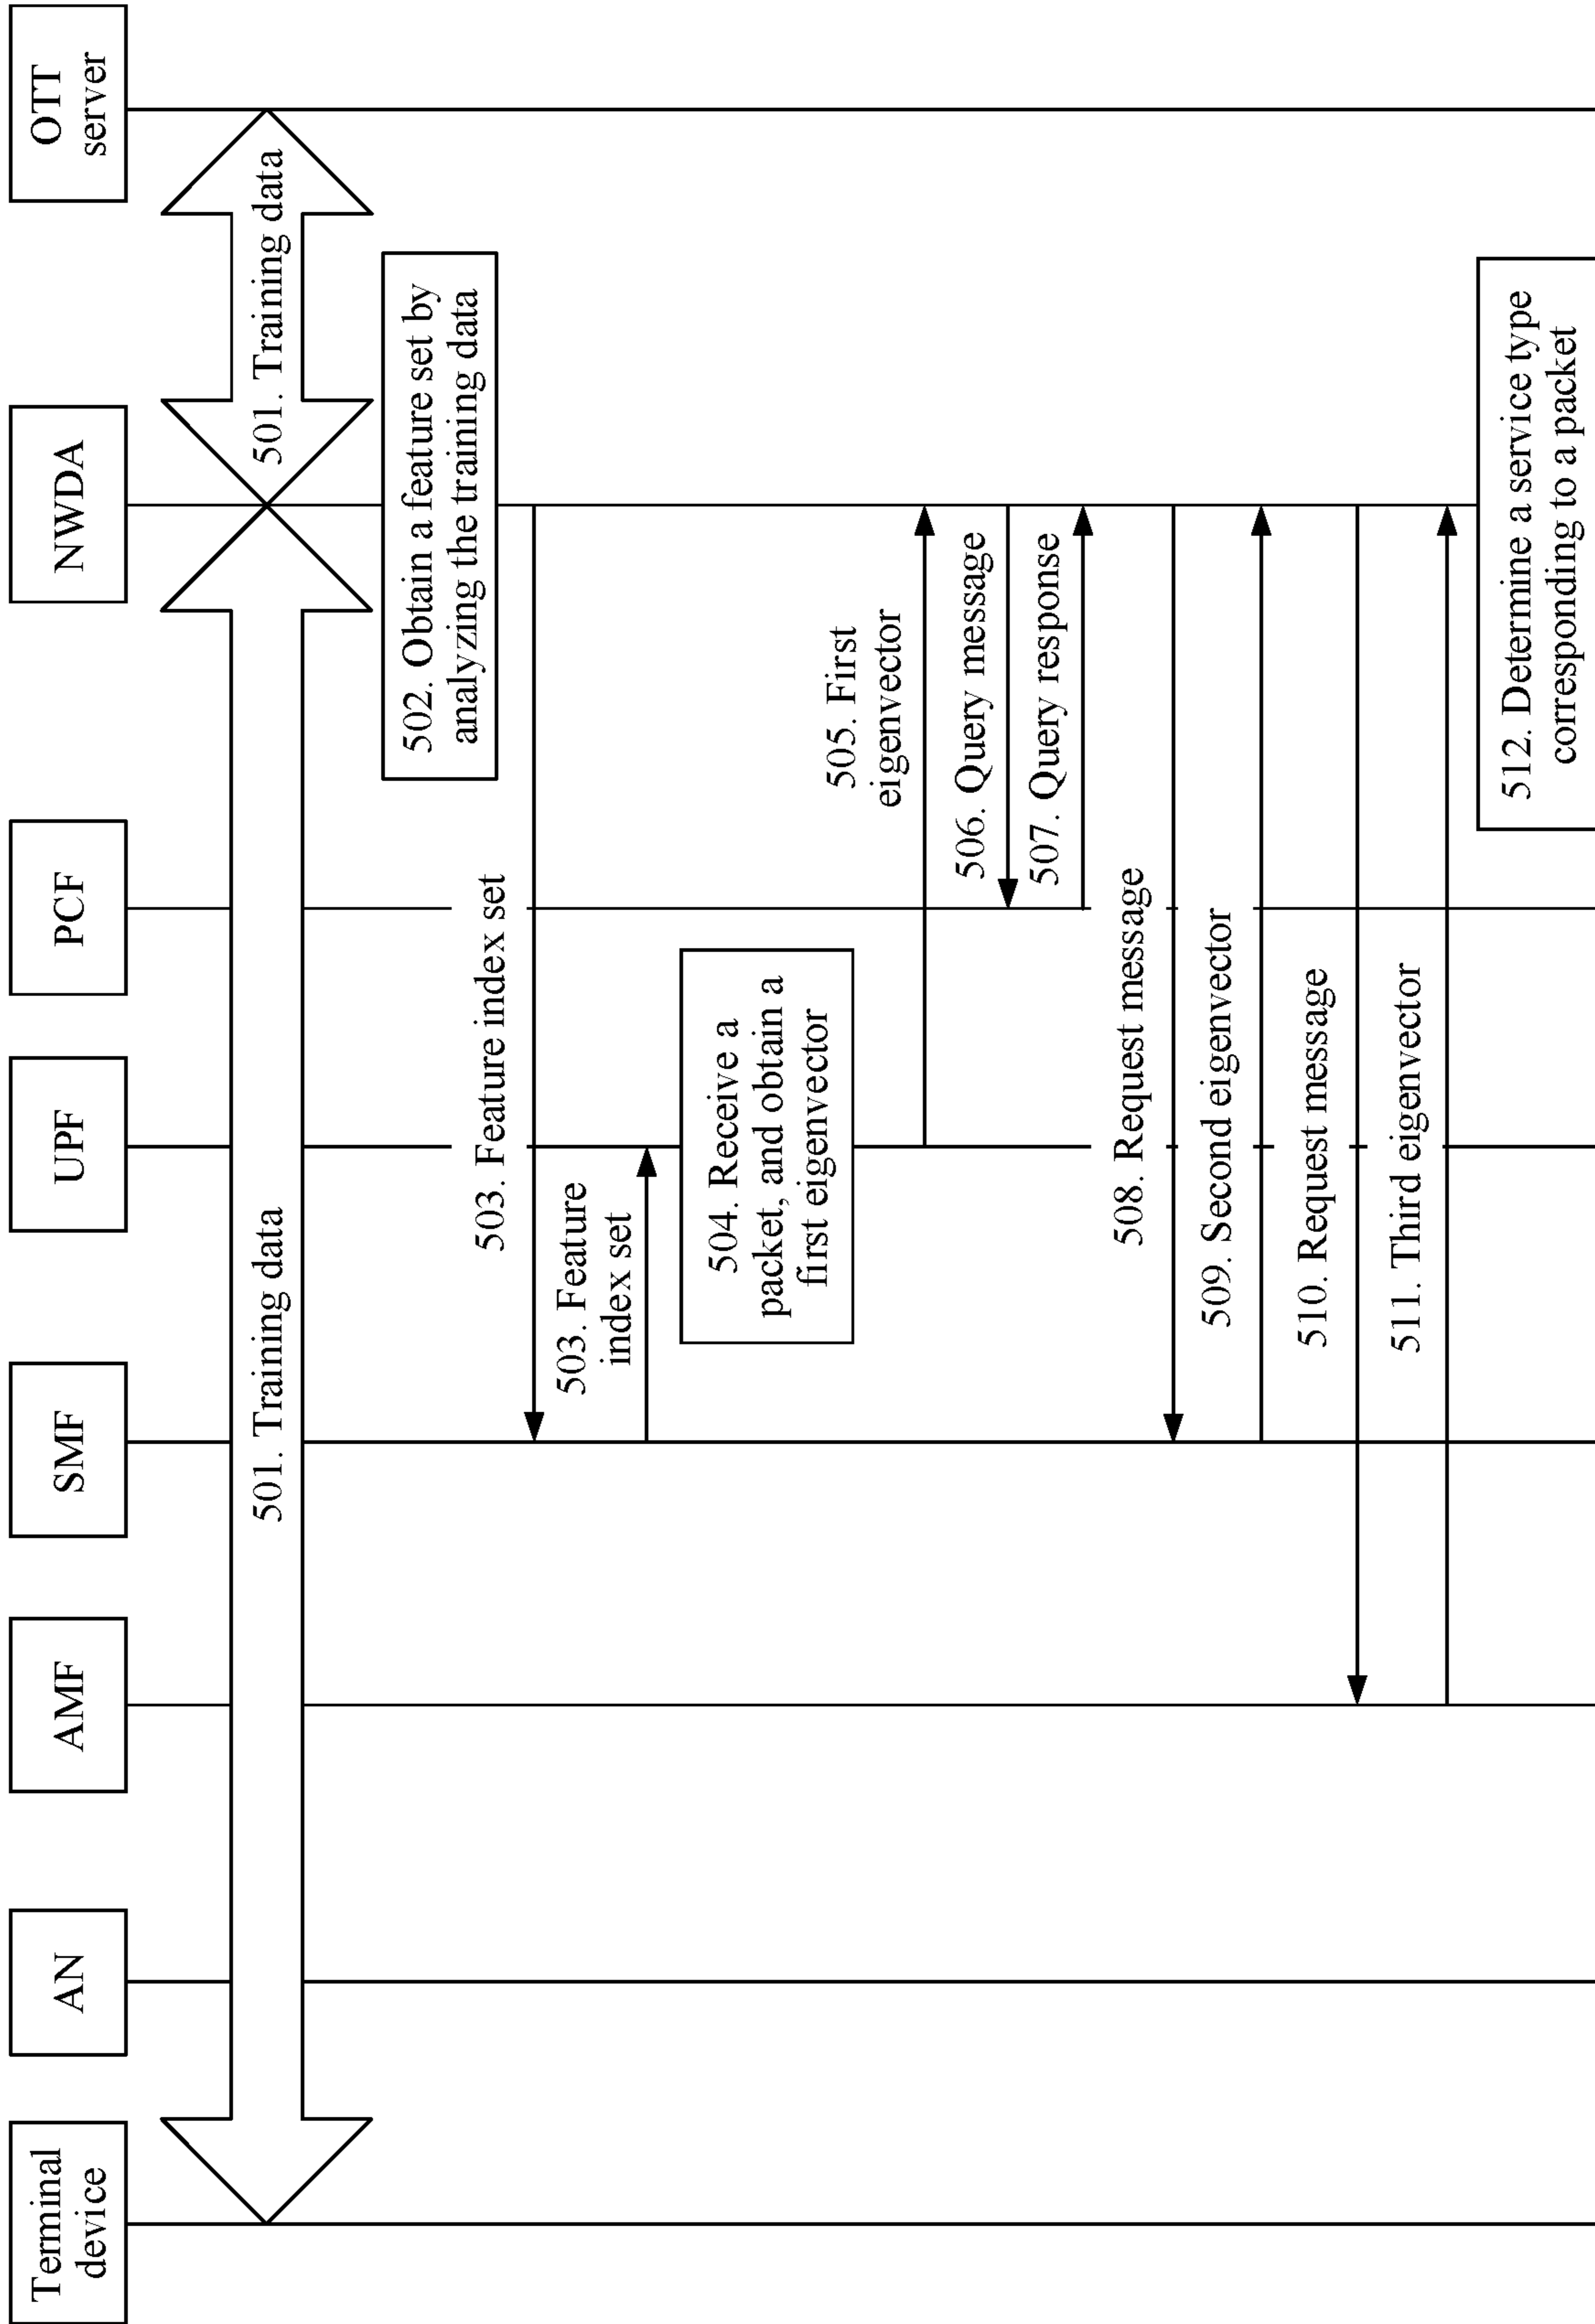 Terminal
device
AN
AMF
SMF
UPF
PCF
NWDA
OTT
server
501. Training data
501. Training data
502. Obtain a feature set by
analyzing the training data
503. Feature index set
503. Feature
index set
504. Receive a
packet, and obtain a
first eigenvector
505. First
eigenvector
506. Query message
507. Query response
508. Request message
509. Second eigenvector
510. Request message
511. Third eigenvector
512. Determine a service type
corresponding to a packet